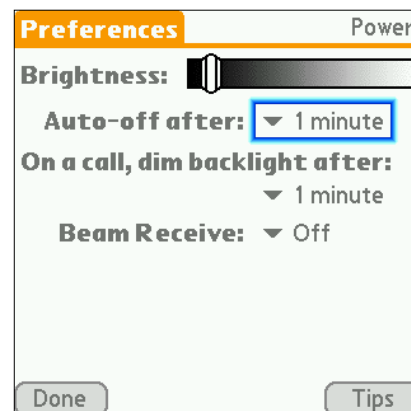 Preferences Power
Brightness:
Auto-off after: 1 minute
On a call, dim backlight after:
1 minute
Beam Receive: Off
Done Tips